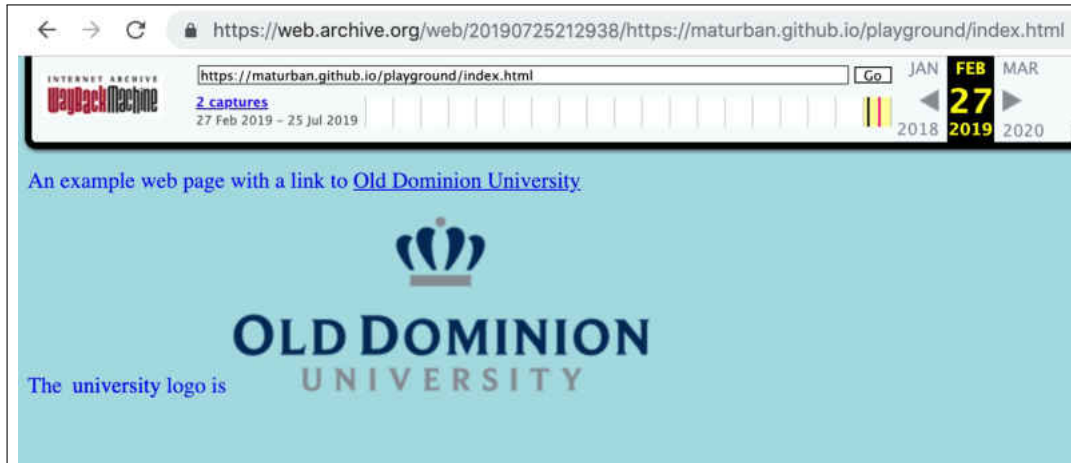 https://web.archive.org/web/20190725212938/https://maturban.github.io/playground/index.html
INTERNET ARCHIVE
WayBackMachine
https://maturban.github.io/playground/index.html
Go
JAN FEB MAR
2 captures
27
27 Feb 2019 – 25 Jul 2019
2018 2019 2020
An example web page with a link to Old Dominion University
OLD DOMINION
UNIVERSITY
The university logo is